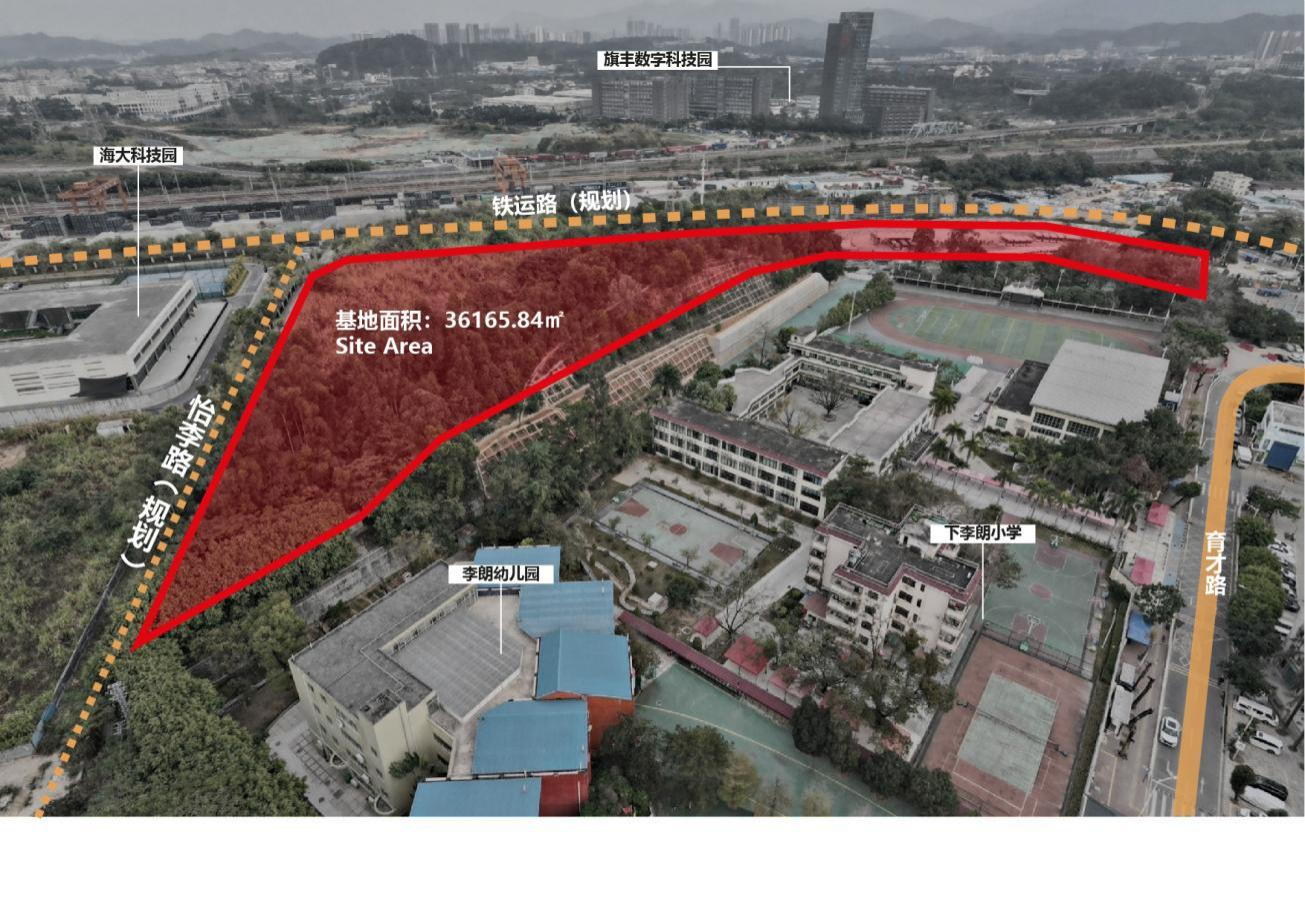 旗丰数字科技园
海大科技园
铁运路（规划）
基地面积：36165.84㎡
Site Area
怡李路（规划）
育才路
下李朗小学
李朗幼儿园